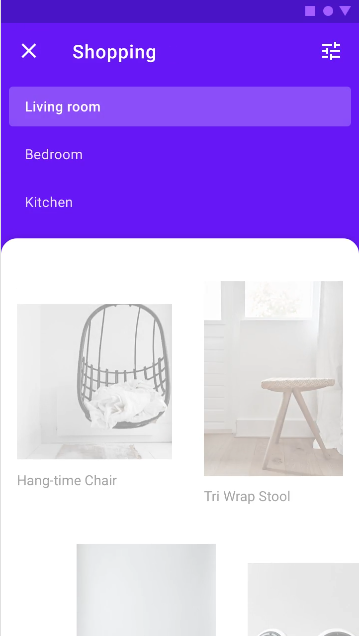 Shopping
Living room
Bedroom
Kitchen
Hang-time Chair
Tri Wrap Stool